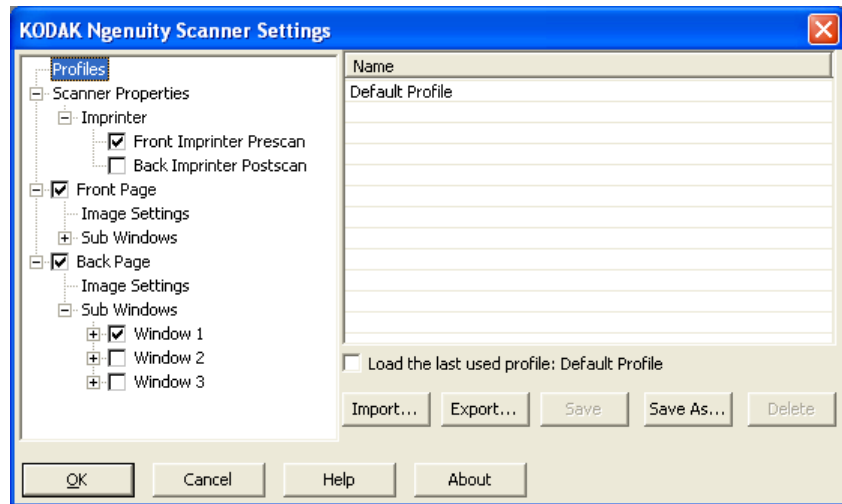 KODAK Ngenuity Scanner Settings
Profiles
Scanner Properties
Imprinter
Front Imprinter Prescan
Back Imprinter Postscan
Front Page
Image Settings
Sub Windows
Back Page
Image Settings
Sub Windows
Window 1
Window 2
Window 3
Name
Default Profile
Load the last used profile: Default Profile
Import... Export... Save Save As... Delete
OK Cancel Help About